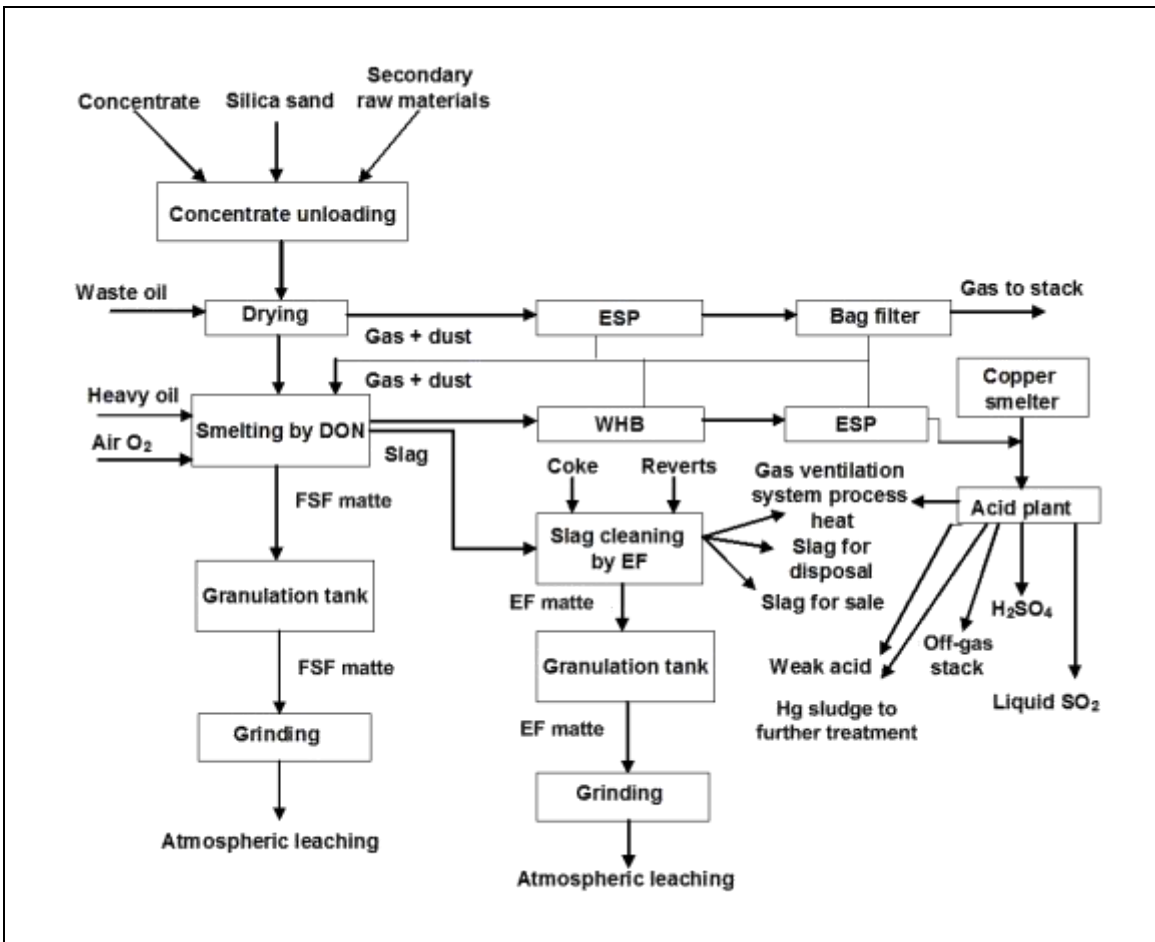 Concentrate
Silica sand
Secondary
raw materials
Concentrate unloading
Waste oil
Drying
Gas + dust
ESP
Bag filter
Gas to stack
Gas + dust
Heavy oil
Air O₂
Smelting by DON
Slag
WHB
ESP
Copper
smelter
FSF matte
Coke
Reverts
Gas ventilation
system process
heat
Acid plant
Slag cleaning
by EF
Slag for
disposal
Slag for sale
Granulation tank
EF matte
H₂SO₄
Off-gas
stack
Weak acid
Liquid SO₂
Hg sludge to
further treatment
FSF matte
Granulation tank
Grinding
EF matte
Grinding
Atmospheric leaching
Atmospheric leaching